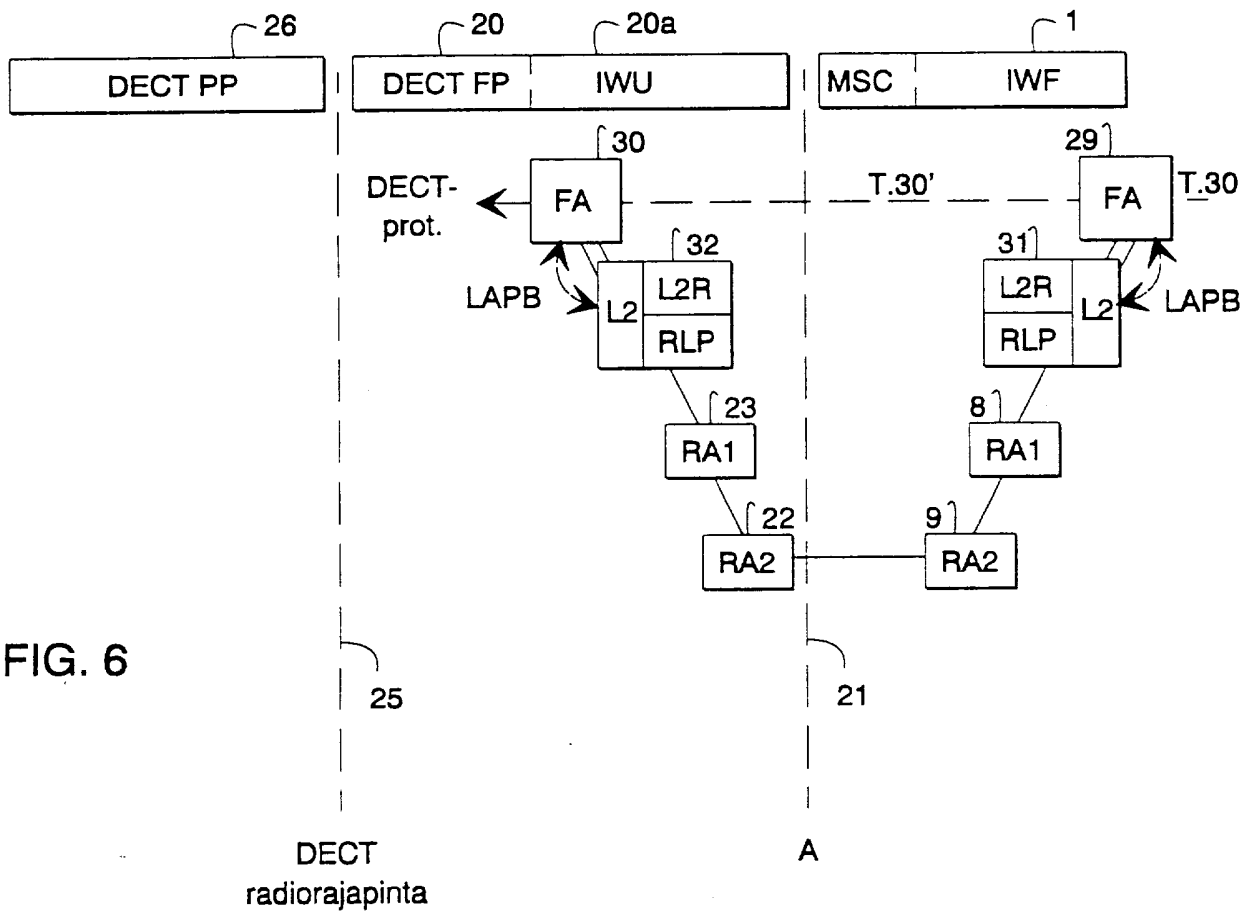 26 20 20a 1
DECT PP DECT FP IWU MSC IWF
30 29
DECT-
prot.
FA T.30' FA T.30
32 31
LAPB L2 L2R L2R L2 LAPB
RLP RLP
23 8
RA1 RA1
22 9
RA2 RA2
FIG. 6
25 21
DECT
radiorajapinta
A